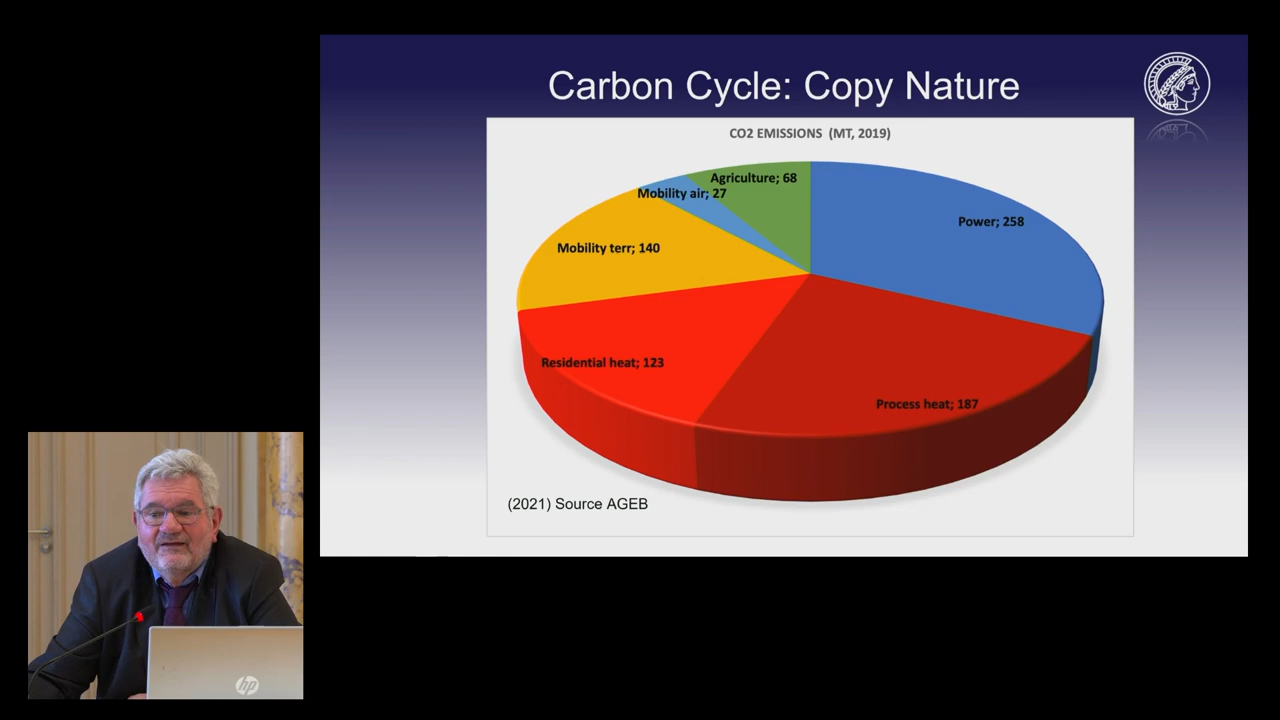 Carbon Cycle: Copy Nature
CO2 EMISSIONS (MT, 2019)
Agriculture; 68
Mobility air; 27
Power; 258
Mobility terr; 140
Residential heat; 123
Process heat; 187
(2021) Source AGEB
hp